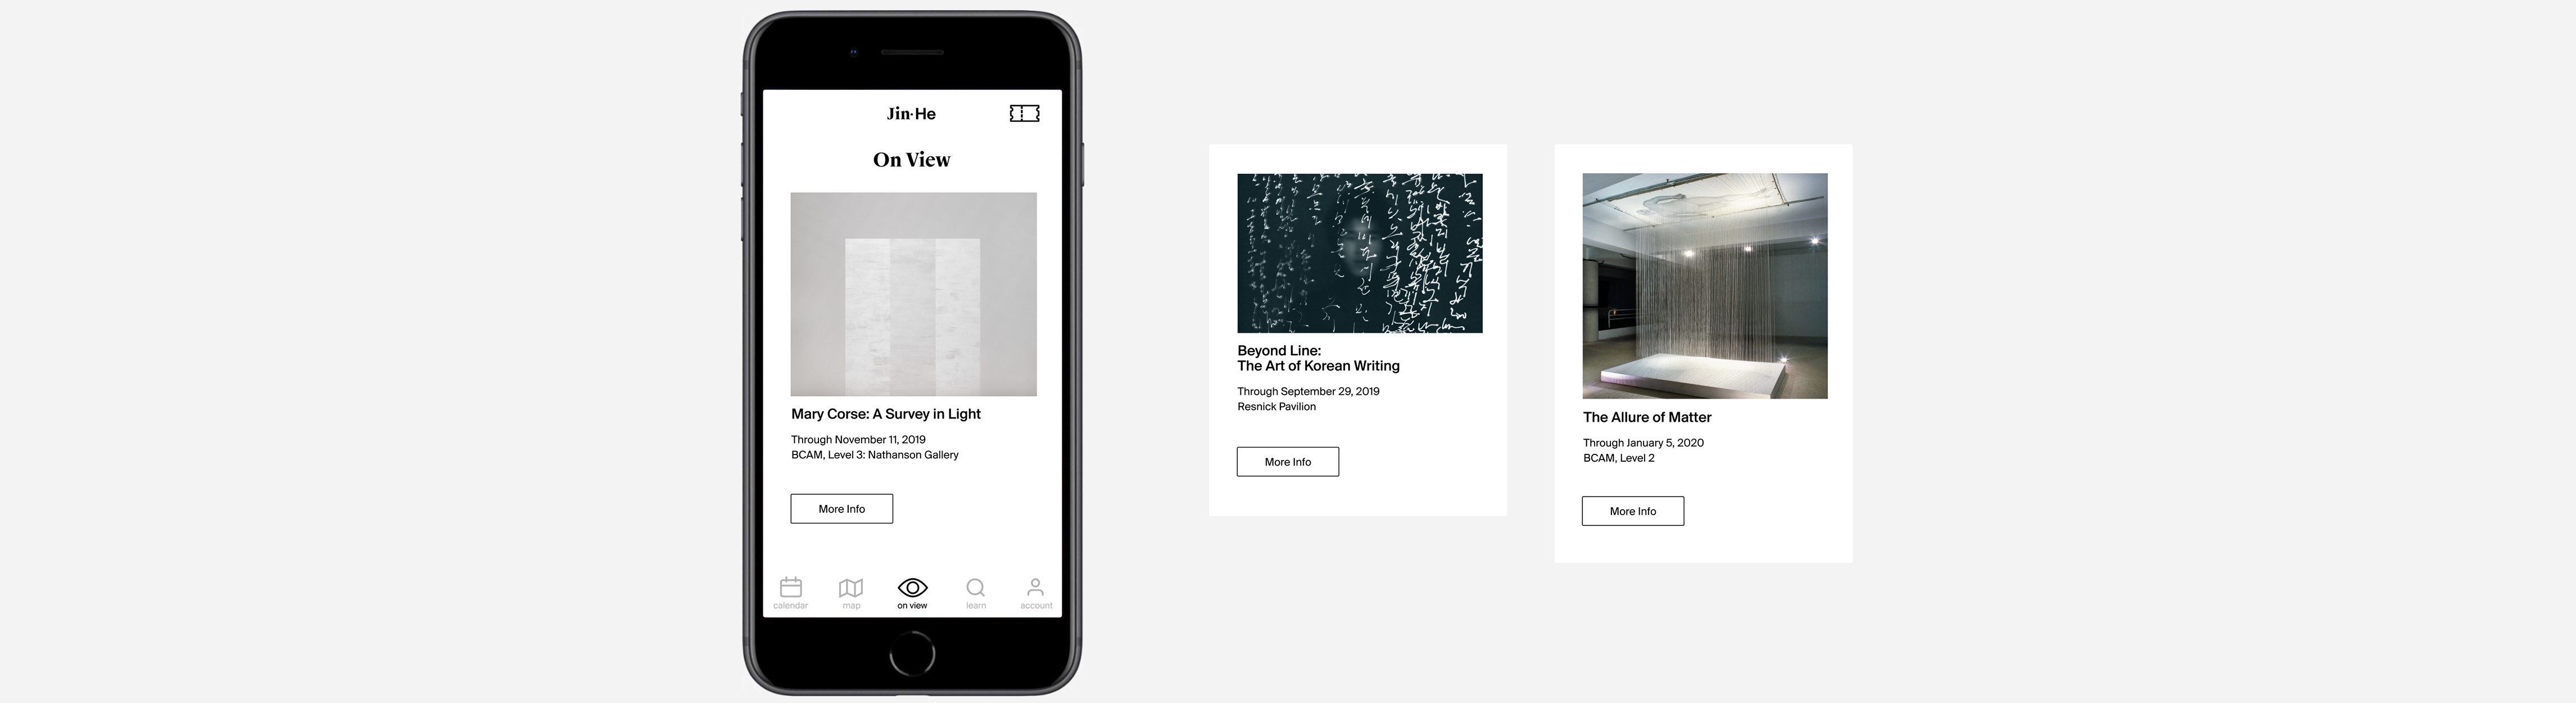 Jin·He
On View
Mary Corse: A Survey in Light
Through November 11, 2019
BCAM, Level 3: Nathanson Gallery
More Info
calendar
map
on view
learn
account
Beyond Line:
The Art of Korean Writing
Through September 29, 2019
Resnick Pavilion
More Info
The Allure of Matter
Through January 5, 2020
BCAM, Level 2
More Info